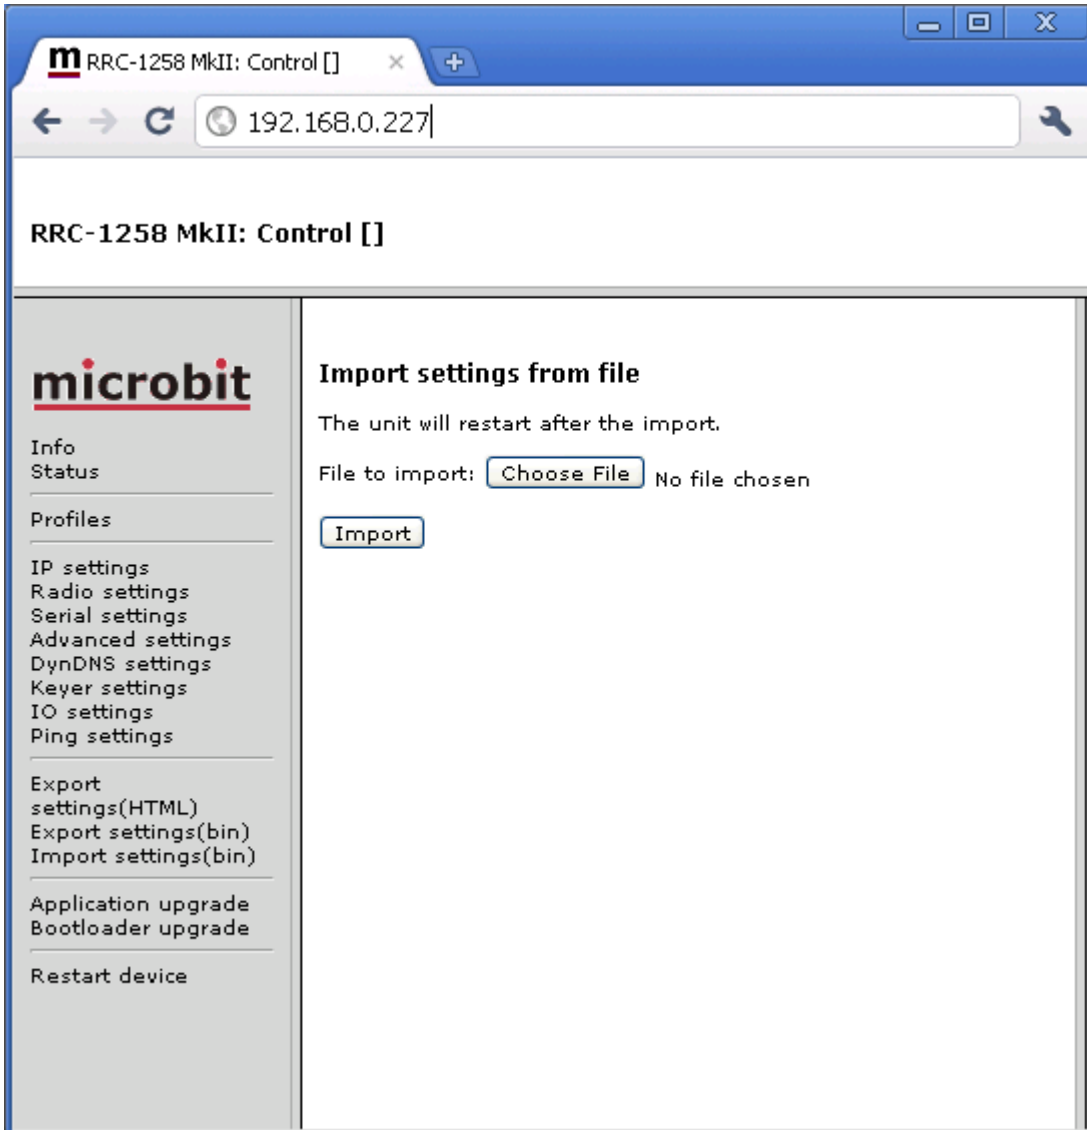 RRC-1258 MkII: Control []
192.168.0.227
RRC-1258 MkII: Control []
microbit
Info
Status
Profiles
IP settings
Radio settings
Serial settings
Advanced settings
DynDNS settings
Keyer settings
IO settings
Ping settings
Export
settings(HTML)
Export settings(bin)
Import settings(bin)
Application upgrade
Bootloader upgrade
Restart device
Import settings from file
The unit will restart after the import.
File to import: Choose File No file chosen
Import